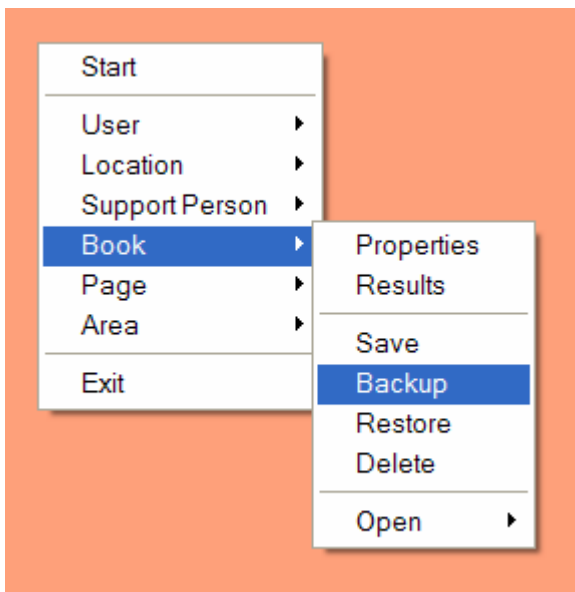 Start
User
Location
Support Person
Book
Page
Area
Exit
Properties
Results
Save
Backup
Restore
Delete
Open